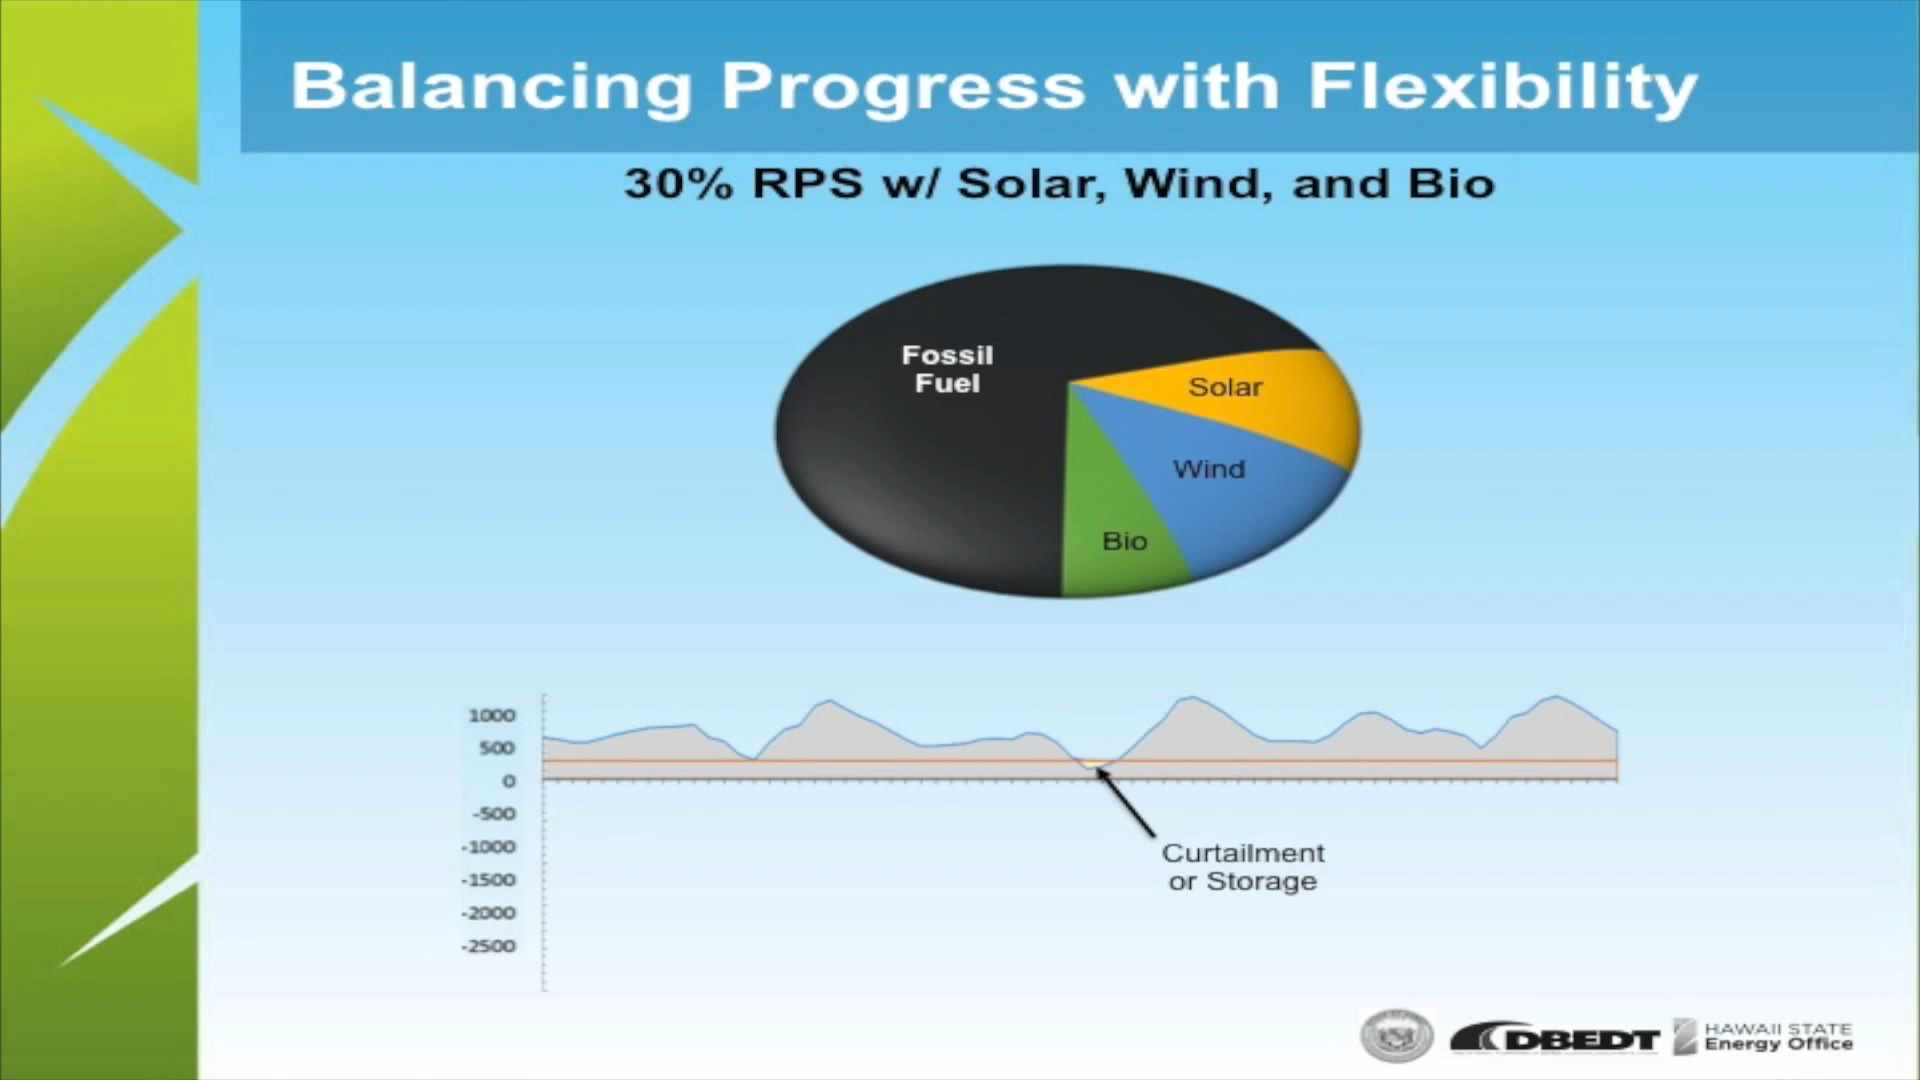 Balancing Progress with Flexibility
30% RPS w/ Solar, Wind, and Bio
Fossil
Fuel
Solar
Wind
Bio
1000
500
0
-500
-1000
-1500
-2000
-2500
Curtailment
or Storage
DBEDT
HAWAII STATE
Energy Office